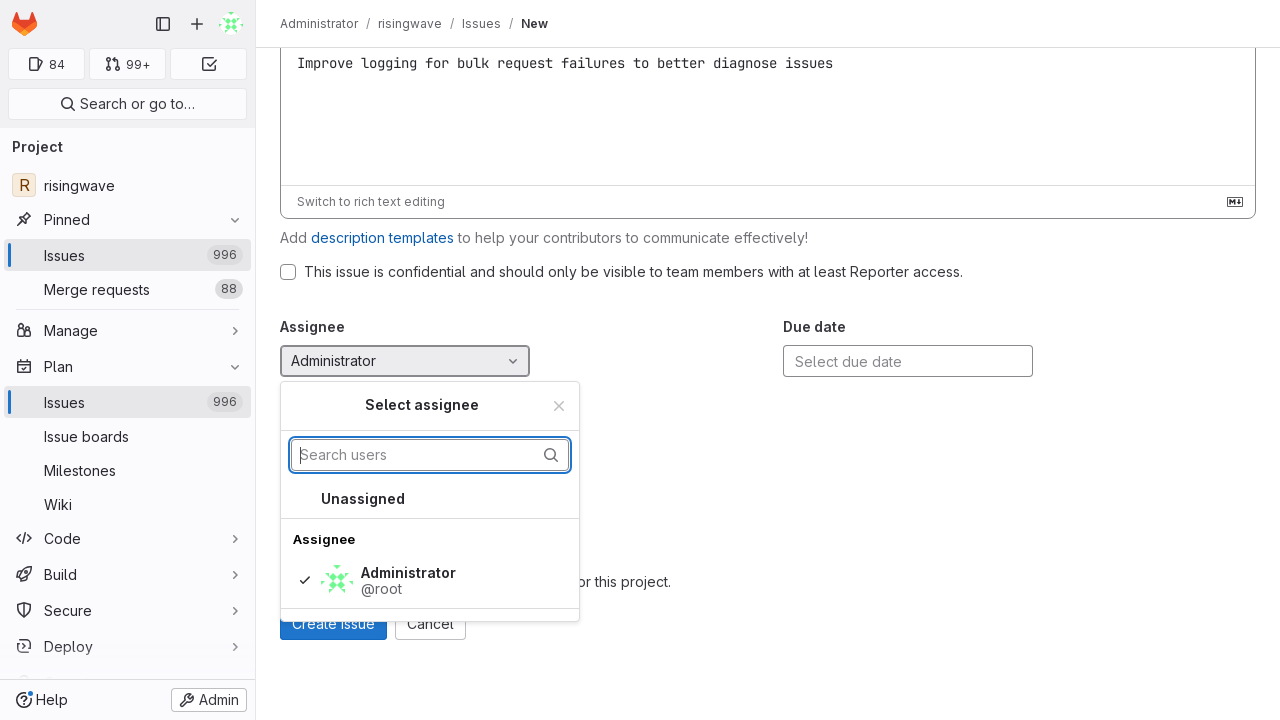 Administrator / risingwave / Issues / New
84
99+
Search or go to…
Project
R risingwave
Pinned
Issues 996
Merge requests 88
Manage
Plan
Issues 996
Issue boards
Milestones
Wiki
Code
Build
Secure
Deploy
Help
Admin
Improve logging for bulk request failures to better diagnose issues
Switch to rich text editing
Add description templates to help your contributors to communicate effectively!
This issue is confidential and should only be visible to team members with at least Reporter access.
Assignee
Due date
Administrator
Select due date
Select assignee
Search users
Unassigned
Assignee
Administrator
@root
or this project.
Create issue
Cancel